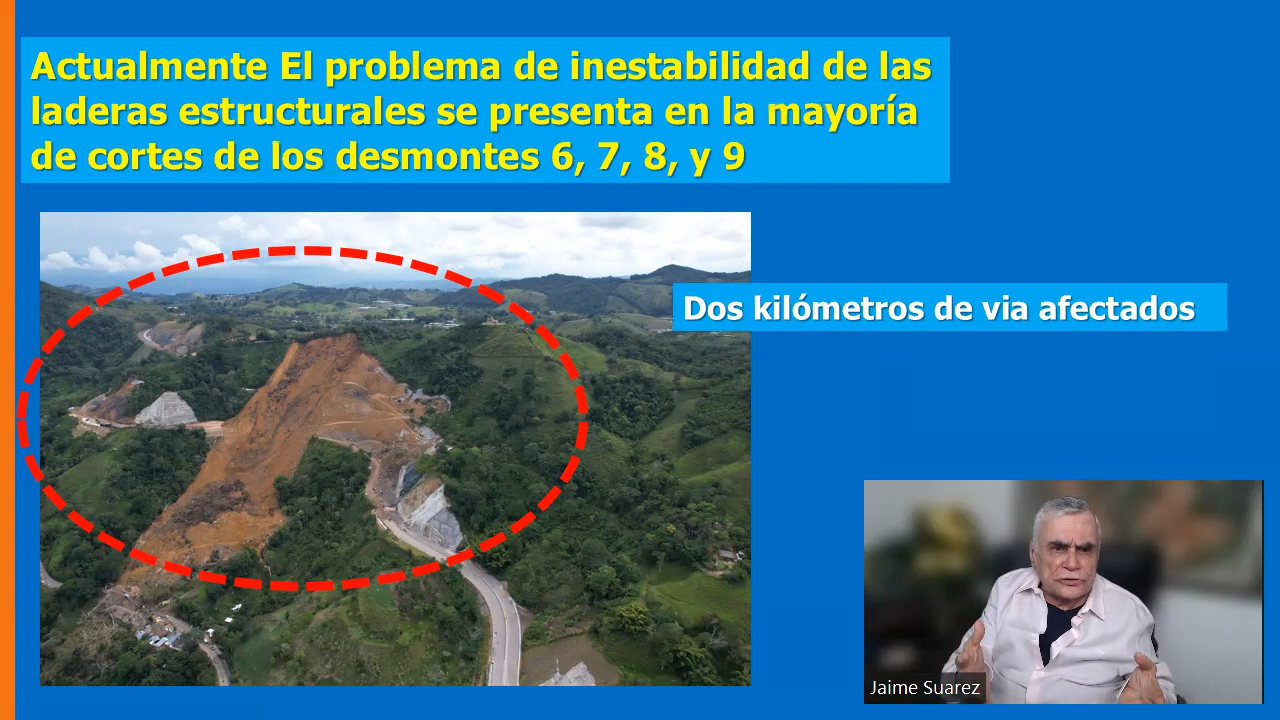 Actualmente El problema de inestabilidad de las
laderas estructurales se presenta en la mayoría
de cortes de los desmontes 6, 7, 8, y 9
Dos kilómetros de via afectados
Jaime Suarez